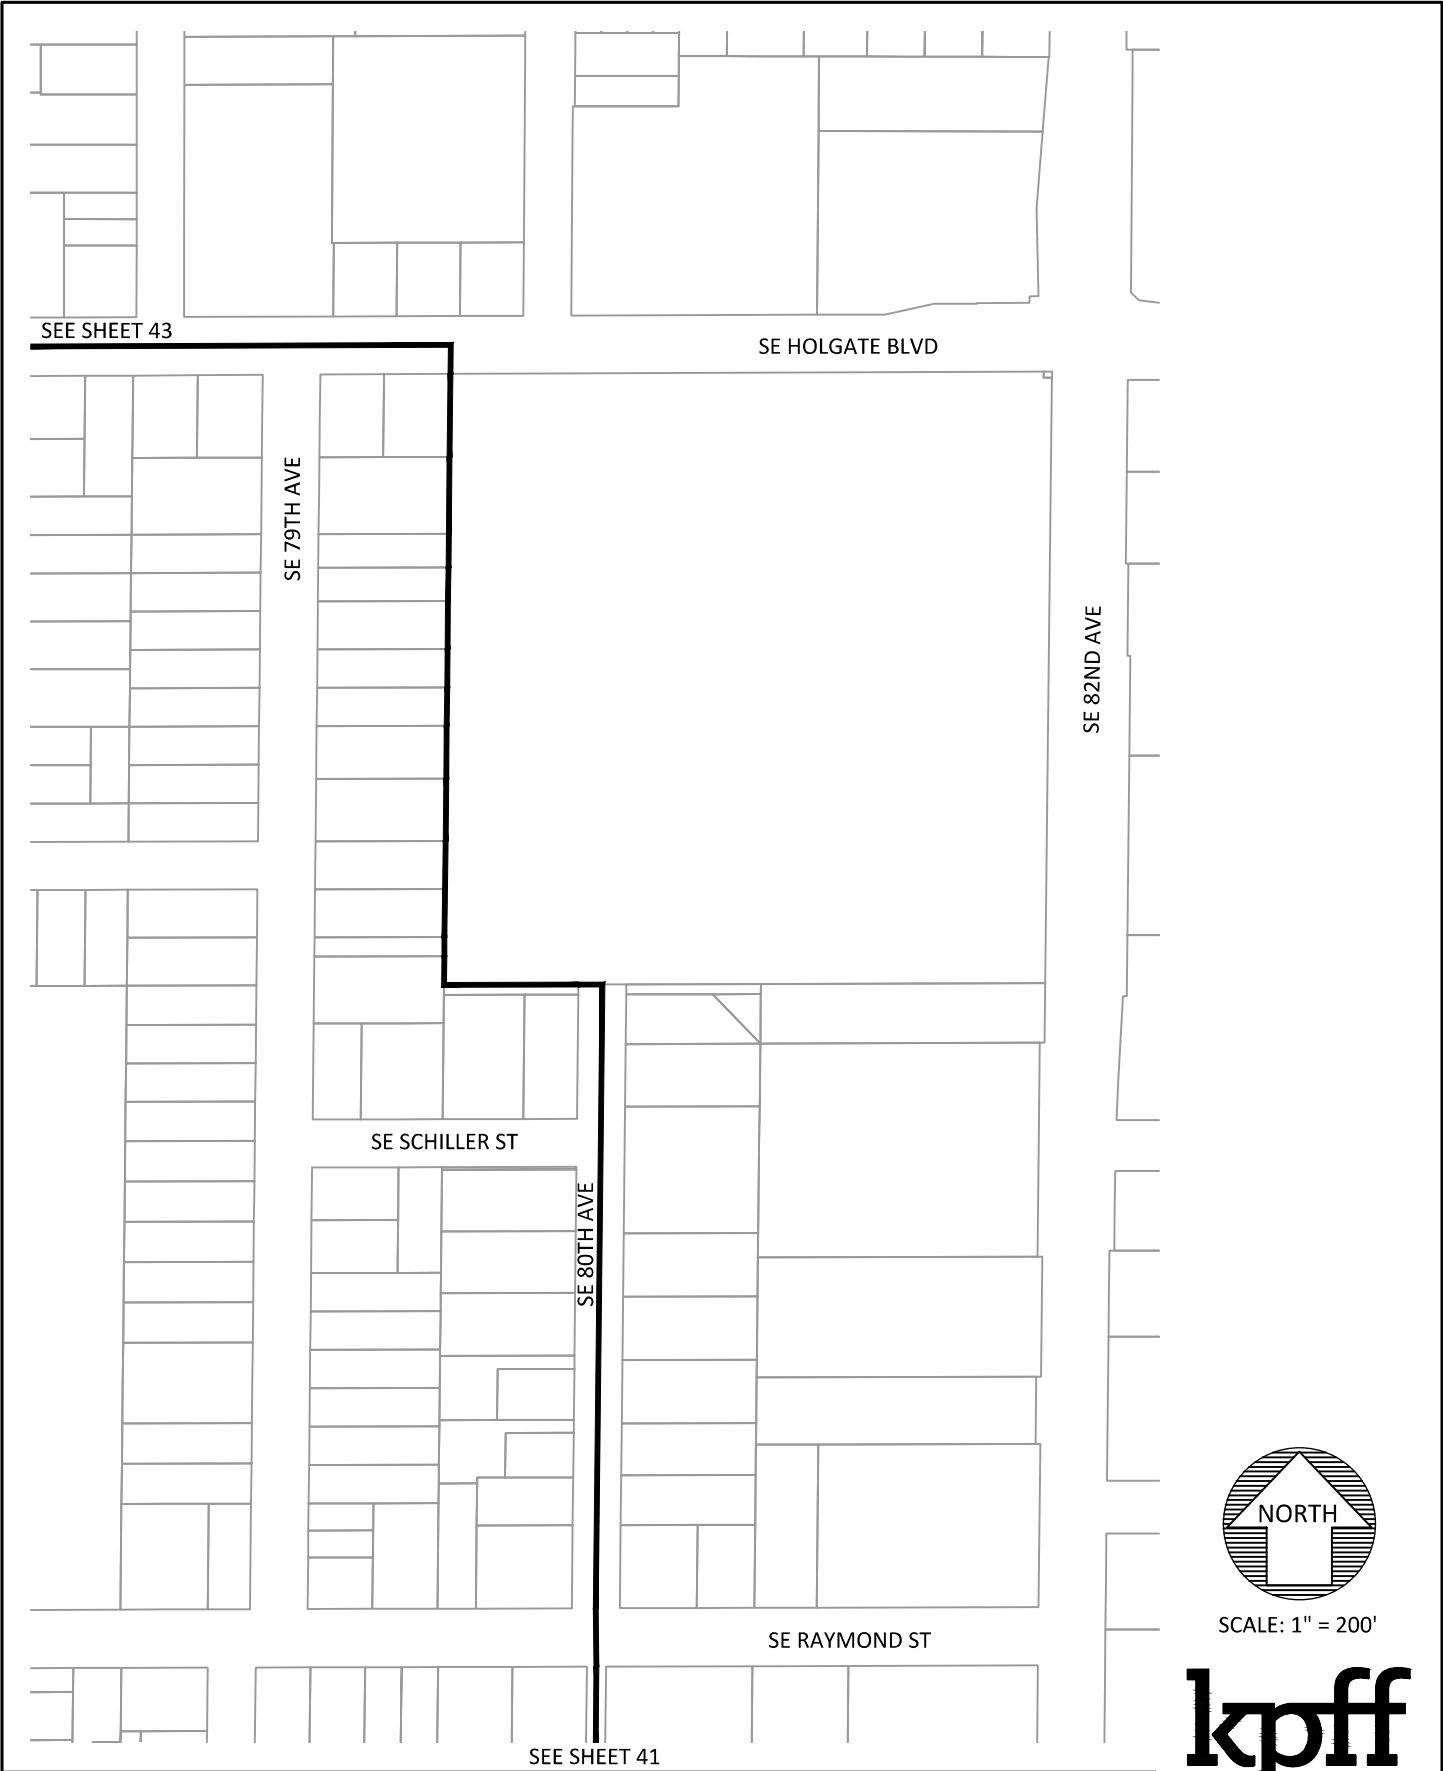 SEE SHEET 43
SE HOLGATE BLVD
SE 79TH AVE
SE 82ND AVE
SE SCHILLER ST
SE 80TH AVE
NORTH
SCALE: 1" = 200'
SE RAYMOND ST
kpff
SEE SHEET 41